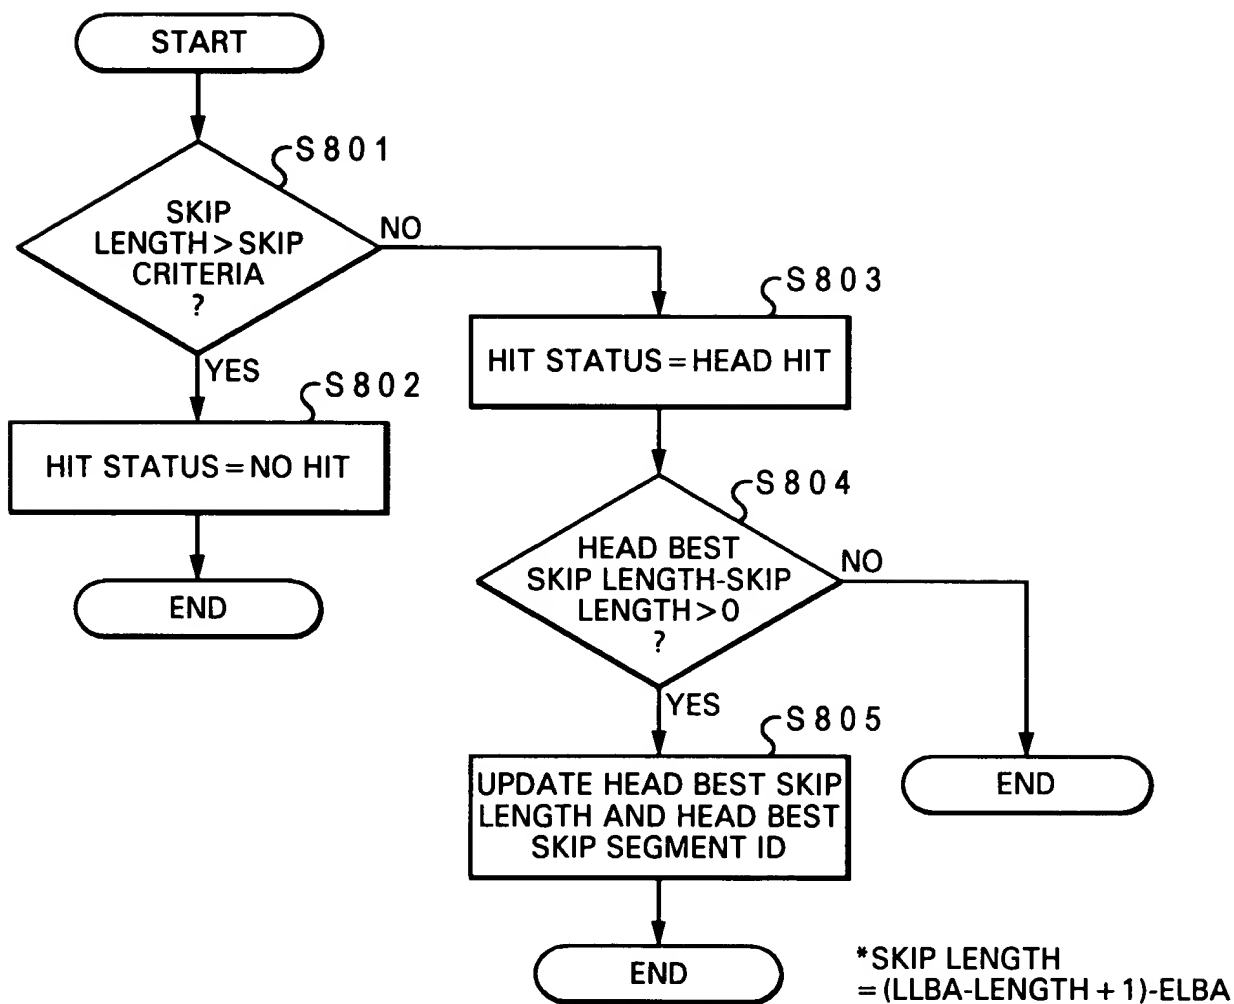 START
S801
SKIP
LENGTH>SKIP
CRITERIA
?
NO
YES
S802
HIT STATUS=NO HIT
END
S803
HIT STATUS=HEAD HIT
S804
HEAD BEST
SKIP LENGTH-SKIP
LENGTH>0
?
NO
YES
S805
UPDATE HEAD BEST SKIP
LENGTH AND HEAD BEST
SKIP SEGMENT ID
END
END
*SKIP LENGTH
=(LLBA-LENGTH+1)-ELBA